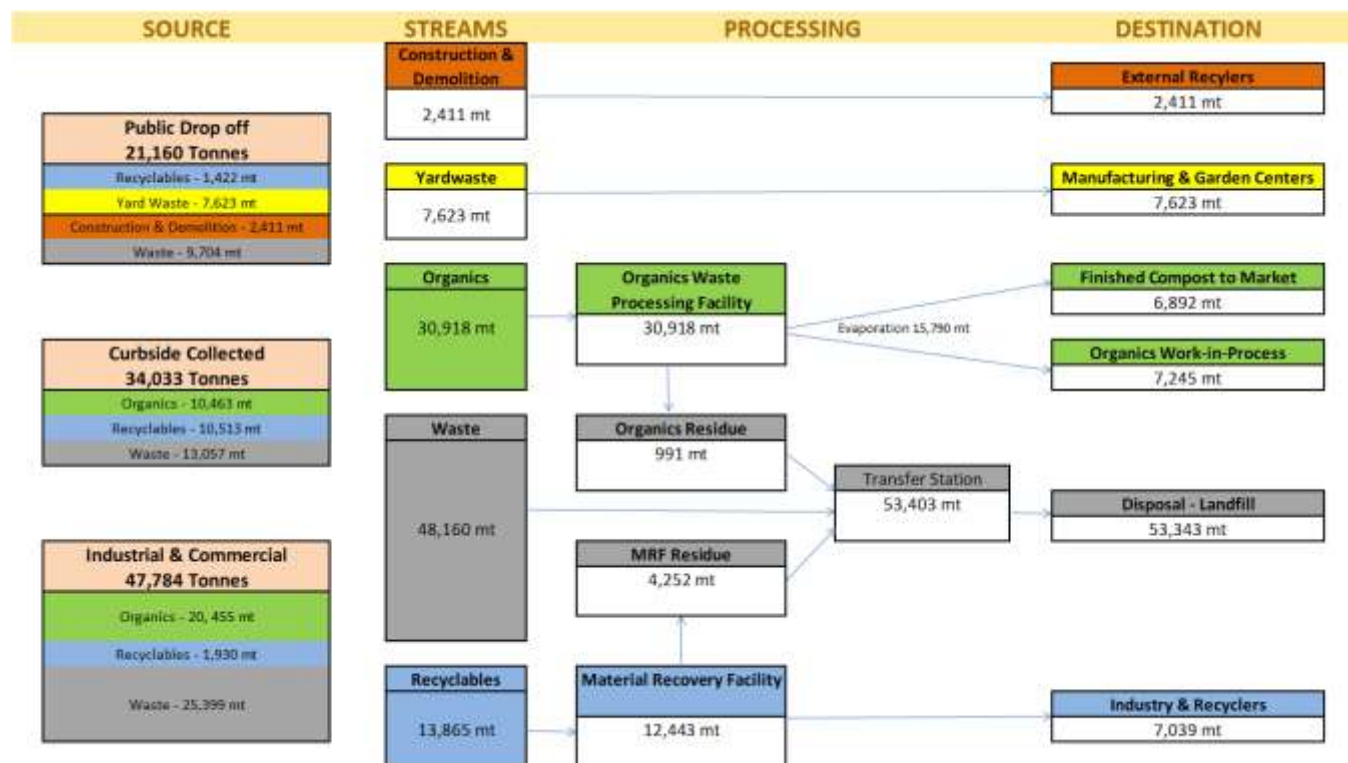 SOURCE
STREAMS
PROCESSING
DESTINATION
Public Drop off
21,160 Tonnes
Recyclables - 1,422 mt
Yard Waste - 7,623 mt
Construction & Demolition - 2,411 mt
Waste - 9,704 mt
Curbside Collected
34,033 Tonnes
Organics - 10,463 mt
Recyclables - 10,513 mt
Waste - 13,057 mt
Industrial & Commercial
47,784 Tonnes
Organics - 20, 455 mt
Recyclables - 1,930 mt
Waste - 25,399 mt
Construction &
Demolition
2,411 mt
Yardwaste
7,623 mt
Organics
30,918 mt
Waste
48,160 mt
Recyclables
13,865 mt
Organics Waste
Processing Facility
30,918 mt
Evaporation 15,790 mt
Organics Residue
991 mt
Transfer Station
53,403 mt
MRF Residue
4,252 mt
Material Recovery Facility
12,443 mt
External Recylers
2,411 mt
Manufacturing & Garden Centers
7,623 mt
Finished Compost to Market
6,892 mt
Organics Work-in-Process
7,245 mt
Disposal - Landfill
53,343 mt
Industry & Recyclers
7,039 mt